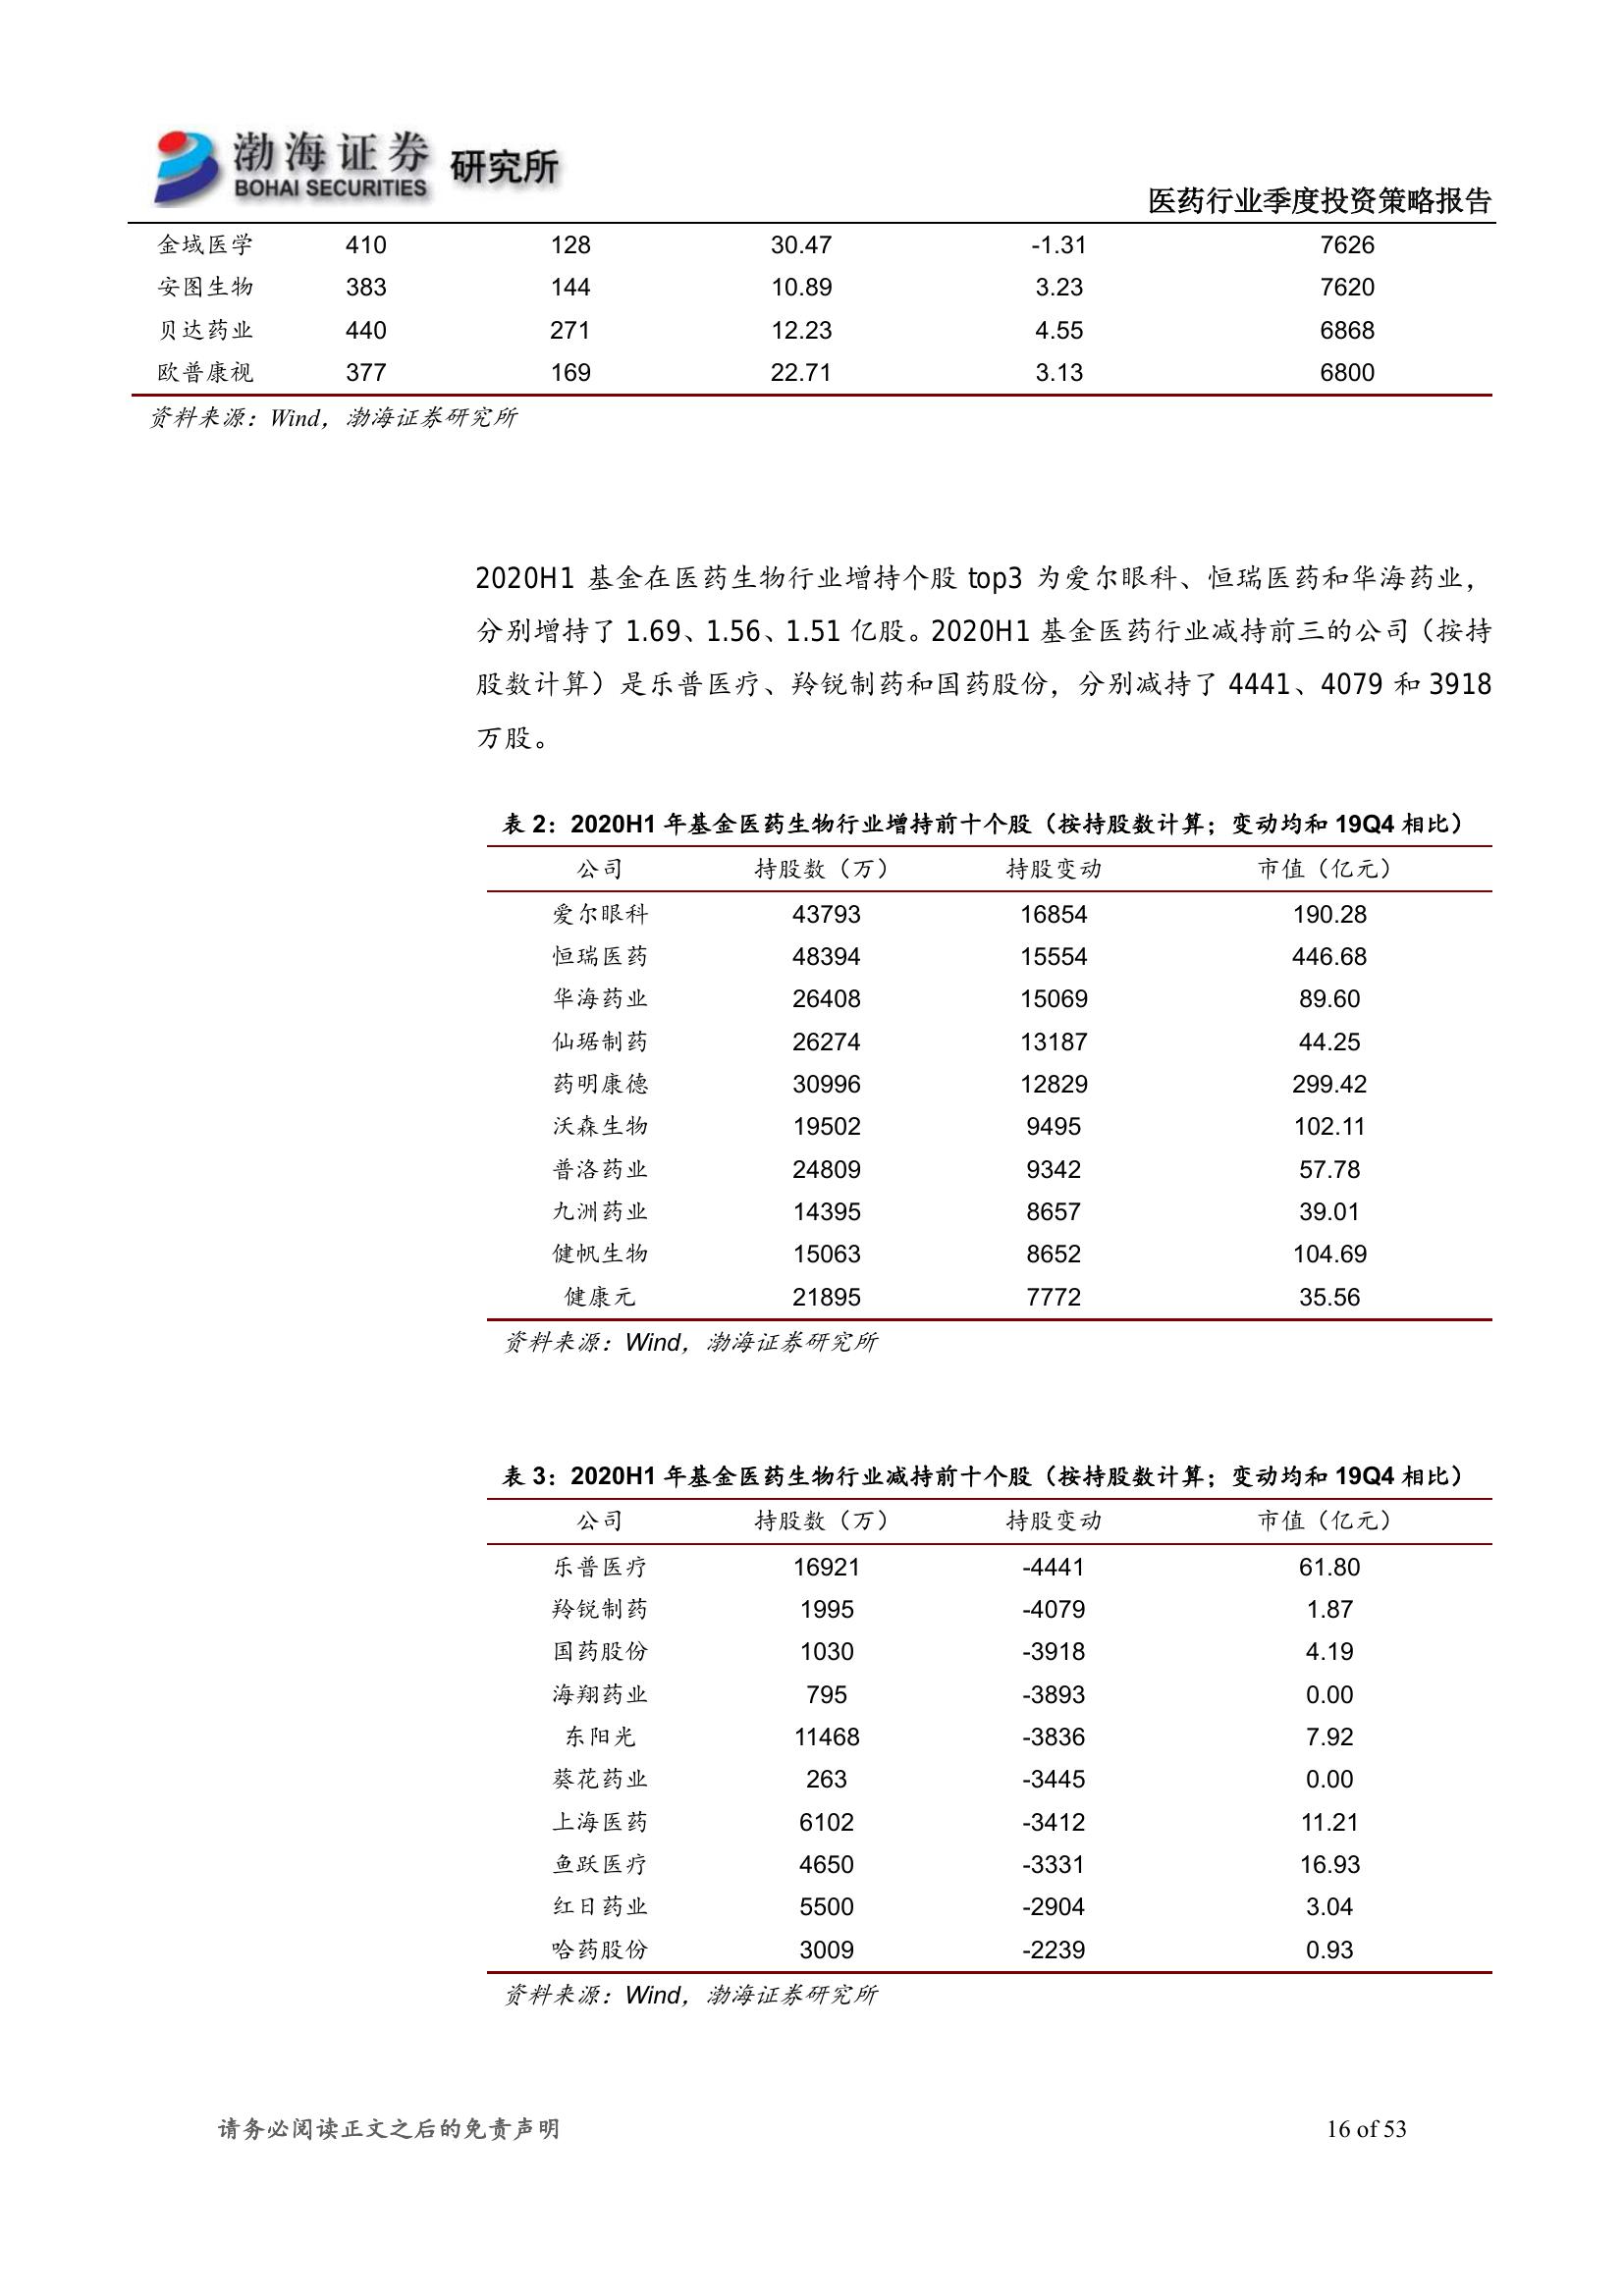 渤海证券 研究所
BOHAI SECURITIES
医药行业季度投资策略报告
金域医学 410 128 30.47 -1.31 7626
安图生物 383 144 10.89 3.23 7620
贝达药业 440 271 12.23 4.55 6868
欧普康视 377 169 22.71 3.13 6800
资料来源：Wind，渤海证券研究所
2020H1 基金在医药生物行业增持个股 top3 为爱尔眼科、恒瑞医药和华海药业，
分别增持了 1.69、1.56、1.51 亿股。2020H1 基金医药行业减持前三的公司（按持
股数计算）是乐普医疗、羚锐制药和国药股份，分别减持了 4441、4079 和 3918
万股。
表 2：2020H1 年基金医药生物行业增持前十个股（按持股数计算；变动均和 19Q4 相比）
公司 持股数（万） 持股变动 市值（亿元）
爱尔眼科 43793 16854 190.28
恒瑞医药 48394 15554 446.68
华海药业 26408 15069 89.60
仙琚制药 26274 13187 44.25
药明康德 30996 12829 299.42
沃森生物 19502 9495 102.11
普洛药业 24809 9342 57.78
九洲药业 14395 8657 39.01
健帆生物 15063 8652 104.69
健康元 21895 7772 35.56
资料来源：Wind，渤海证券研究所
表 3：2020H1 年基金医药生物行业减持前十个股（按持股数计算；变动均和 19Q4 相比）
公司 持股数（万） 持股变动 市值（亿元）
乐普医疗 16921 -4441 61.80
羚锐制药 1995 -4079 1.87
国药股份 1030 -3918 4.19
海翔药业 795 -3893 0.00
东阳光 11468 -3836 7.92
葵花药业 263 -3445 0.00
上海医药 6102 -3412 11.21
鱼跃医疗 4650 -3331 16.93
红日药业 5500 -2904 3.04
哈药股份 3009 -2239 0.93
资料来源：Wind，渤海证券研究所
请务必阅读正文之后的免责声明 16 of 53